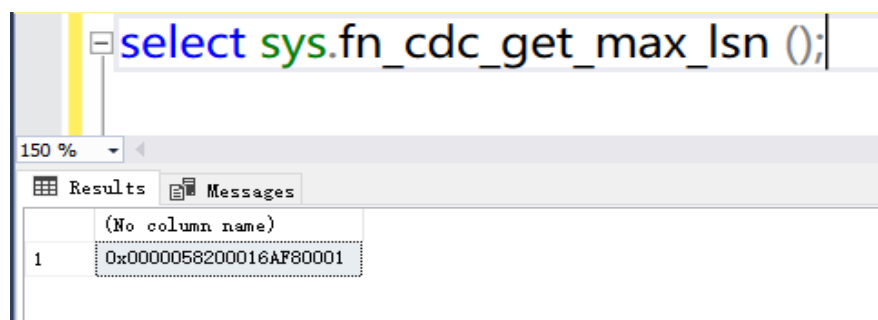 select sys.fn_cdc_get_max_lsn ();
150 %
Results Messages
(No column name)
1 0x0000058200016AF80001